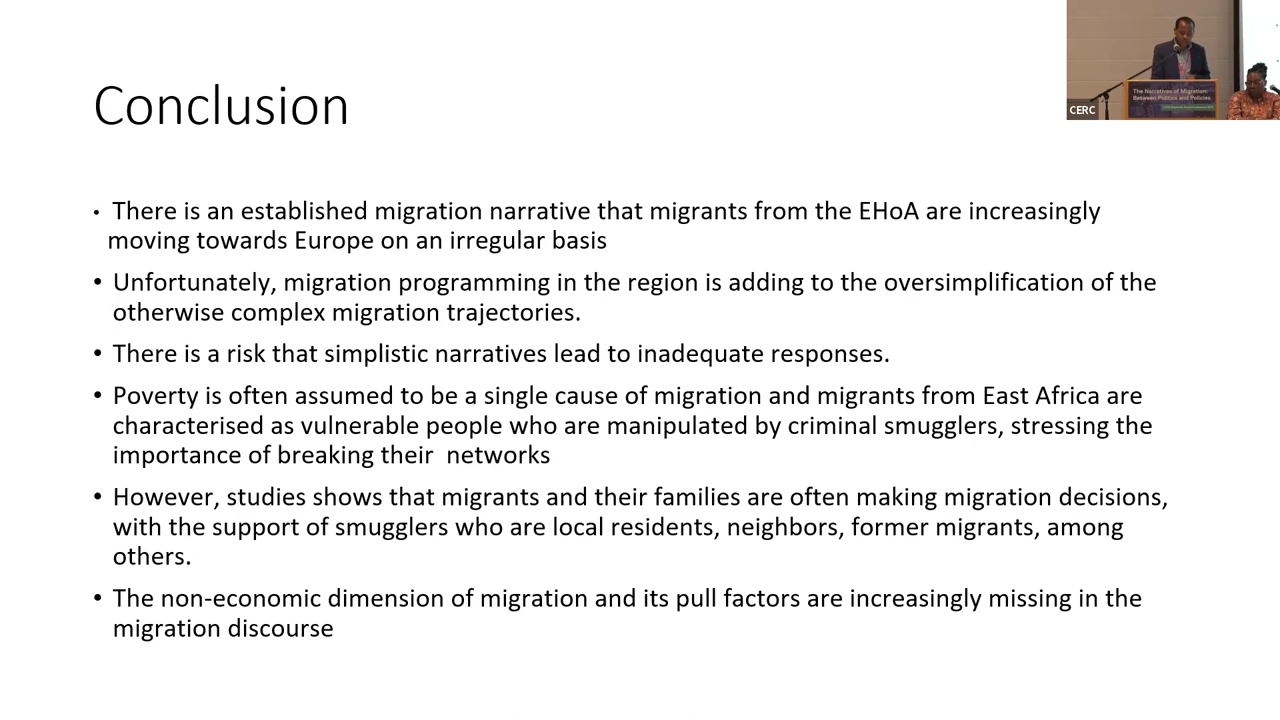 Conclusion
CERC
The Narratives of Migration:
Between Politics and Policies
• There is an established migration narrative that migrants from the EHoA are increasingly
moving towards Europe on an irregular basis
• Unfortunately, migration programming in the region is adding to the oversimplification of the
otherwise complex migration trajectories.
• There is a risk that simplistic narratives lead to inadequate responses.
• Poverty is often assumed to be a single cause of migration and migrants from East Africa are
characterised as vulnerable people who are manipulated by criminal smugglers, stressing the
importance of breaking their  networks
• However, studies shows that migrants and their families are often making migration decisions,
with the support of smugglers who are local residents, neighbors, former migrants, among
others.
• The non-economic dimension of migration and its pull factors are increasingly missing in the
migration discourse